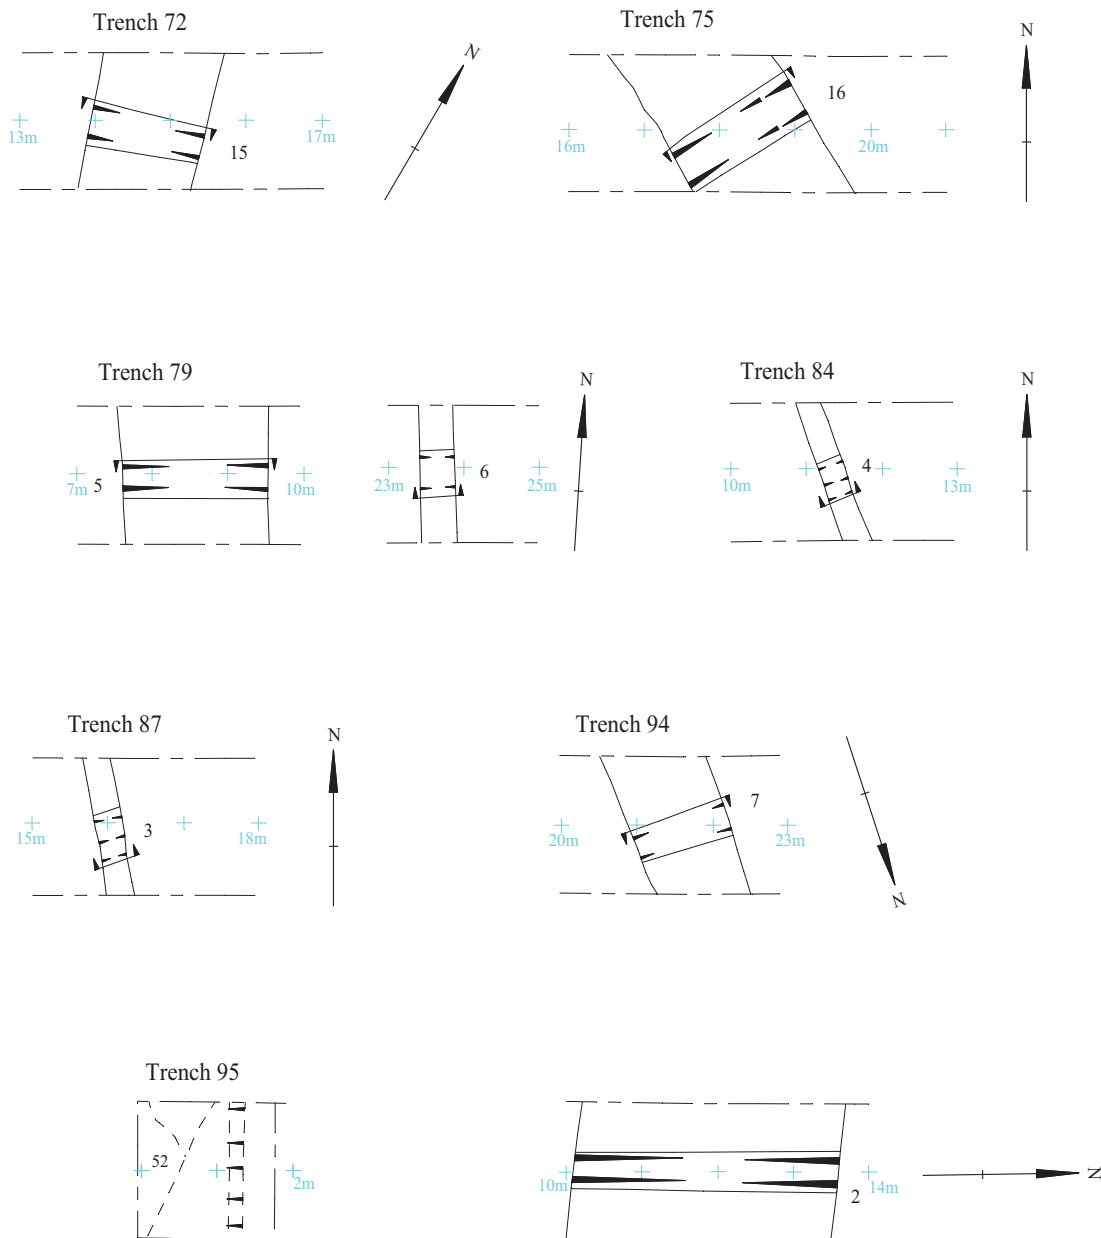 Trench 72
N
13m
17m
15
Trench 75
N
16m
20m
16
Trench 79
7m
5
10m
23m
6
25m
N
Trench 84
N
10m
4
13m
Trench 87
N
15m
3
18m
Trench 94
20m
7
23m
N
Trench 95
52
2m
10m
2
14m
N